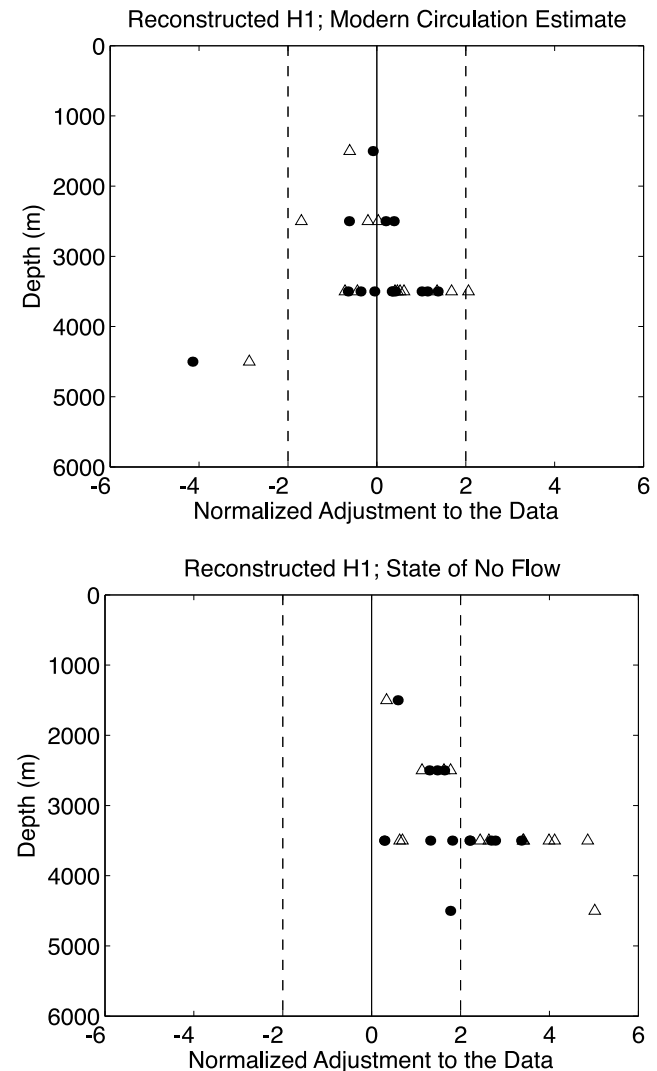 Reconstructed H1; Modern Circulation Estimate
0
1000
2000
3000
4000
5000
6000
Depth (m)
-6 -4 -2 0 2 4 6
Normalized Adjustment to the Data
Reconstructed H1; State of No Flow
0
1000
2000
3000
4000
5000
6000
Depth (m)
-6 -4 -2 0 2 4 6
Normalized Adjustment to the Data